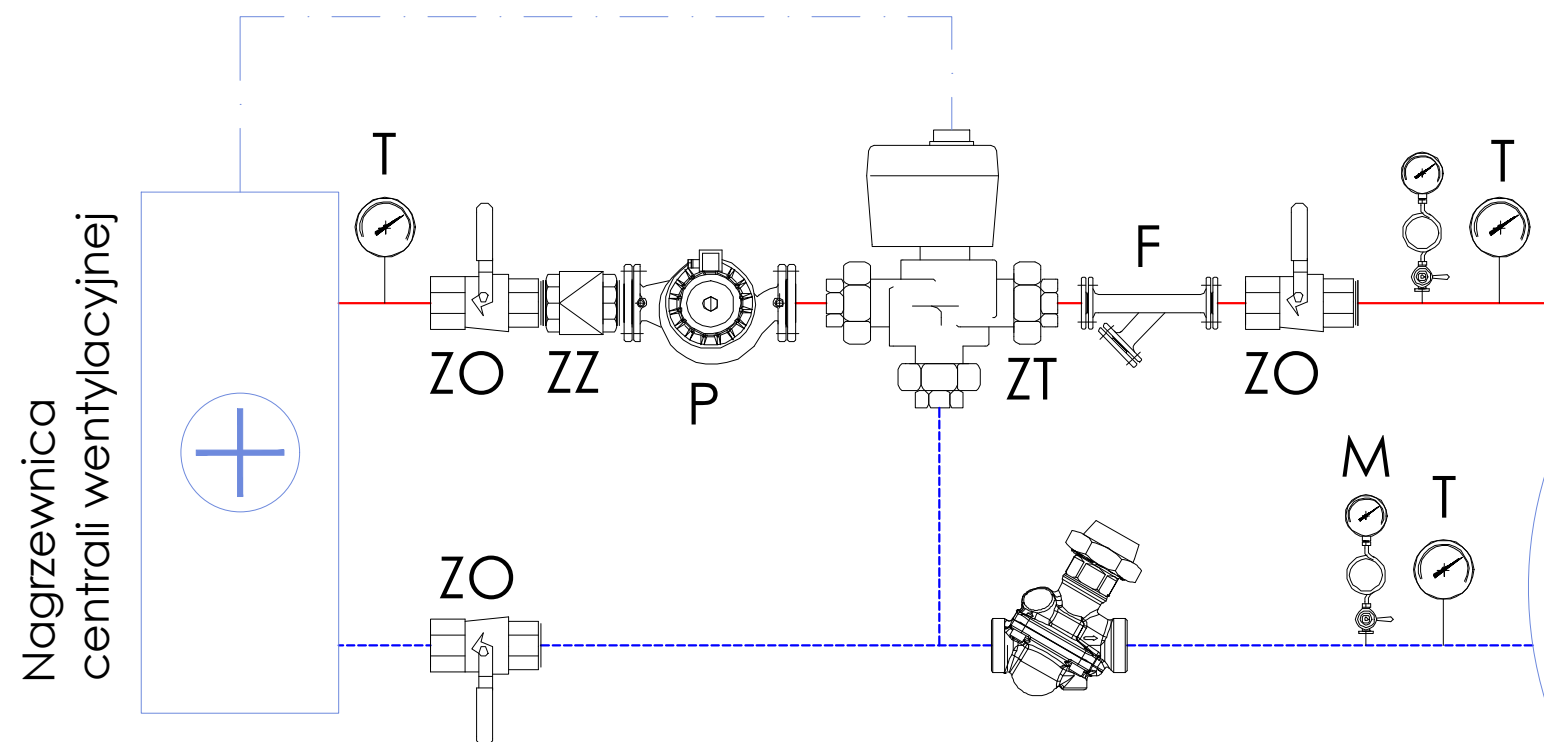 Nagrzewnica
centrali wentylacyjnej
T
T
F
ZO
ZZ
P
ZT
ZO
M
T
ZO